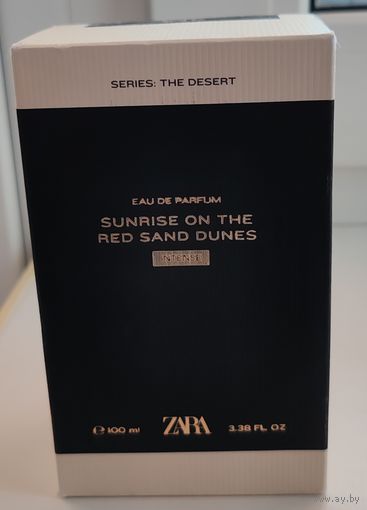 SERIES: THE DESERT
EAU DE PARFUM
SUNRISE ON THE
RED SAND DUNES
INTENSE
℮ 100 ml ZARA 3.38 FL. OZ
www.ay.by